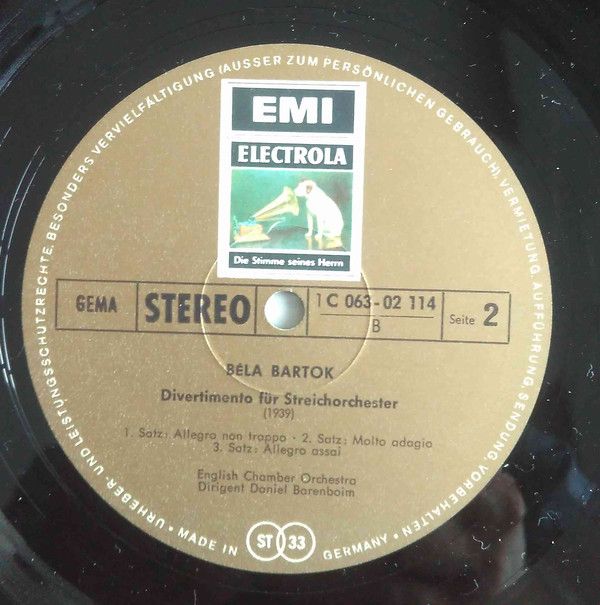 EMI
ELECTROLA
Die Stimme seines Herrn
GEMA STEREO 1 C 063-02 114 B Seite 2
BÉLA BARTOK
Divertimento für Streichorchester
(1939)
1. Satz: Allegro non troppo · 2. Satz: Molto adagio
3. Satz: Allegro assai
English Chamber Orchestra
Dirigent Daniel Barenboim
URHEBER- UND LEISTUNGSSCHUTZRECHTE, BESONDERS VERVIELFÄLTIGUNG (AUSSER ZUM PERSÖNLICHEN GEBRAUCH), VERMIETUNG, AUFFÜHRUNG, SENDUNG, VORBEHALTEN •
MADE IN ST 33 GERMANY •